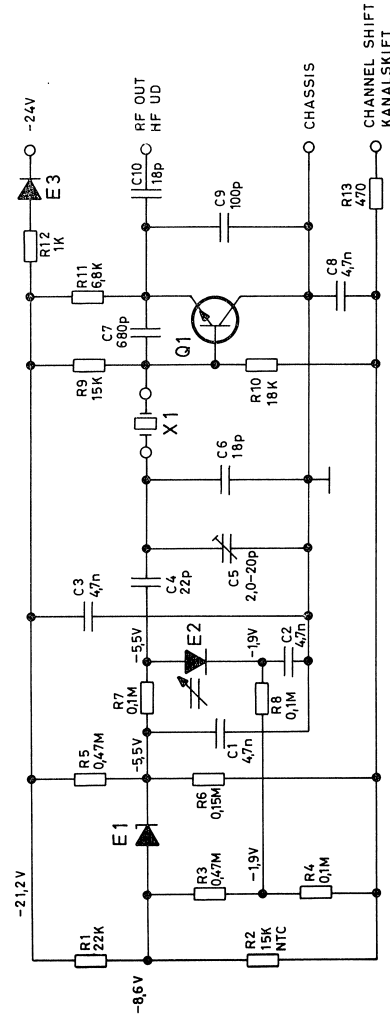 -21,2V
-24V
R1
22K
-8,6V
R2
15K
NTC
E1
R3
0,47M
-1,9V
R4
0,1M
R5
0,47M
-5,5V
R6
0,15M
C1
4,7n
R7
0,1M
-5,5V
E2
-1,9V
R8
0,1M
C2
4,7n
C3
4,7n
C4
22p
C5
2,0-20p
C6
18p
X1
R9
15K
C7
680p
Q1
R10
18K
R11
6,8K
R12
1K
E3
C10
18p
C9
100p
C8
4,7n
R13
470
RF OUT
HF UD
CHASSIS
CHANNEL SHIFT
KANALSKIFT